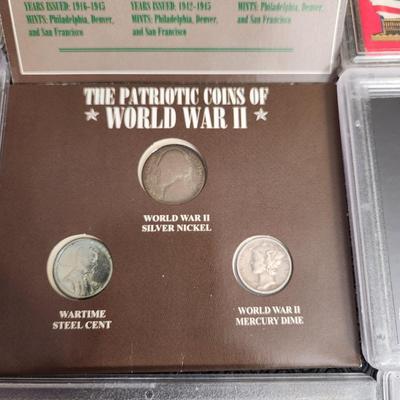 YEARS ISSUED: 1916-1945
MINTS: Philadelphia, Denver,
and San Francisco
YEARS ISSUED: 1942-1945
MINTS: Philadelphia, Denver,
and San Francisco
MINTS: Philadelphia, Denver,
and San Francisco
THE PATRIOTIC COINS OF
★ WORLD WAR II ★
WORLD WAR II
SILVER NICKEL
WARTIME
STEEL CENT
WORLD WAR II
MERCURY DIME